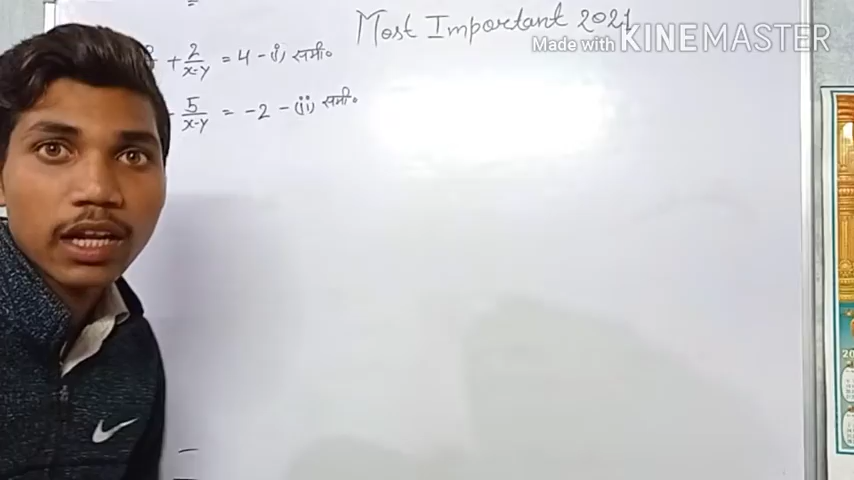 Most Important 2021
Made with KINEMASTER
+ 2/x-y = 4 - (i) समी०
- 5/x-y = -2 - (ii) समी०